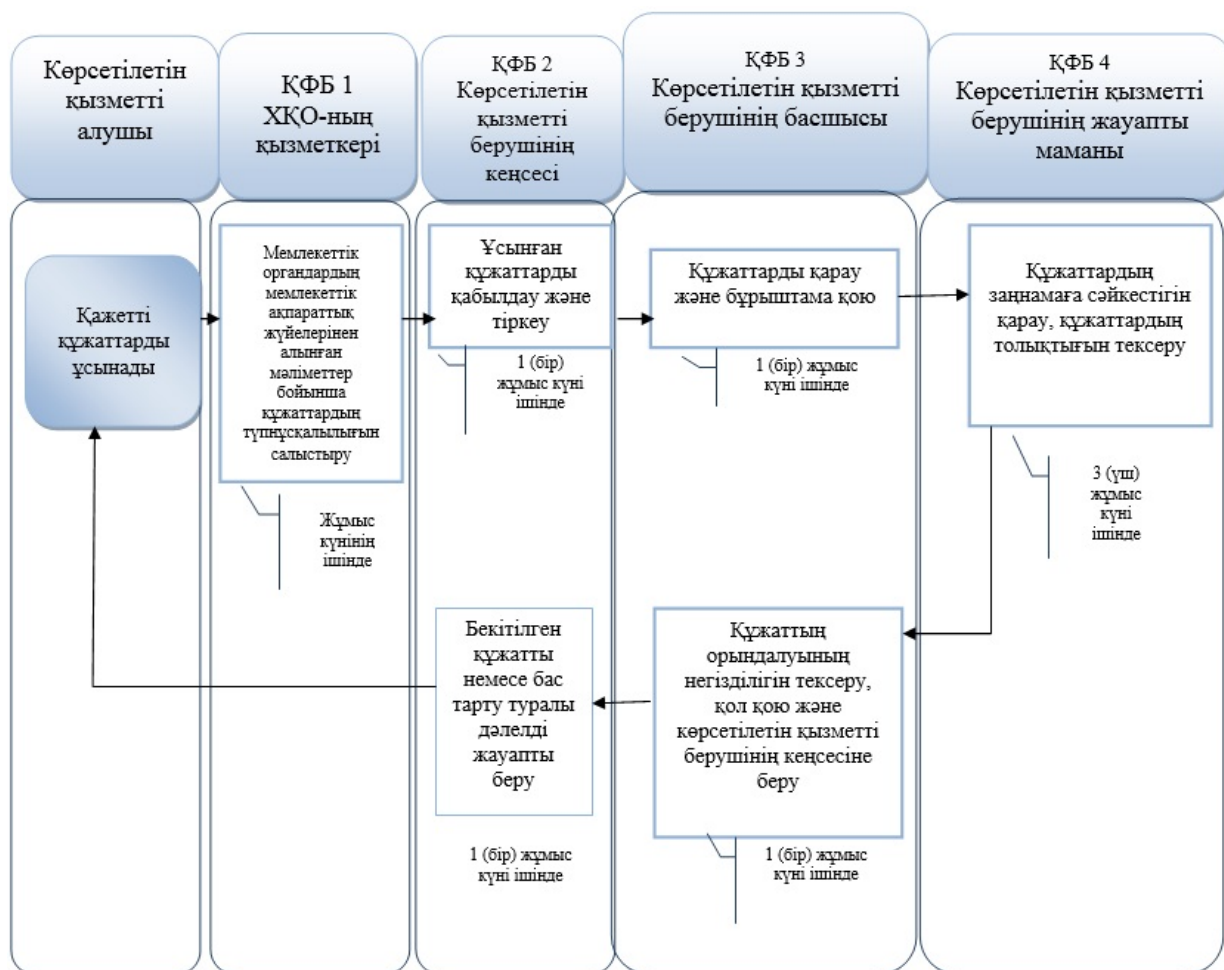 Көрсетілетін
қызметті
алушы
ҚФБ 1
ХҚО-ның
қызметкері
ҚФБ 2
Көрсетілетін
қызметті
берушінің
кеңсесі
ҚФБ 3
Көрсетілетін қызметті
берушінің басшысы
ҚФБ 4
Көрсетілетін қызметті
берушінің жауапты
маманы
Қажетті
құжаттарды
ұсынады
Мемлекеттік
органдардың
мемлекеттік
ақпараттық
жүйелерінен
алынған
мәліметтер
бойынша
құжаттардың
түпнұсқалылығын
салыстыру
Жұмыс
күнінің
ішінде
Ұсынған
құжаттарды
қабылдау және
тіркеу
1 (бір)
жұмыс күні
ішінде
Құжаттарды қарау
және бұрыштама қою
1 (бір) жұмыс
күні ішінде
Құжаттардың
заңнамаға сәйкестігін
қарау, құжаттардың
толықтығын тексеру
3 (үш)
жұмыс
күні
ішінде
Құжаттың
орындалуының
негізділігін тексеру,
қол қою және
көрсетілетін қызметті
берушінің кеңсесіне
беру
1 (бір) жұмыс
күні ішінде
Бекітілген
құжатты
немесе бас
тарту туралы
дәлелді
жауапты
беру
1 (бір) жұмыс
күні ішінде